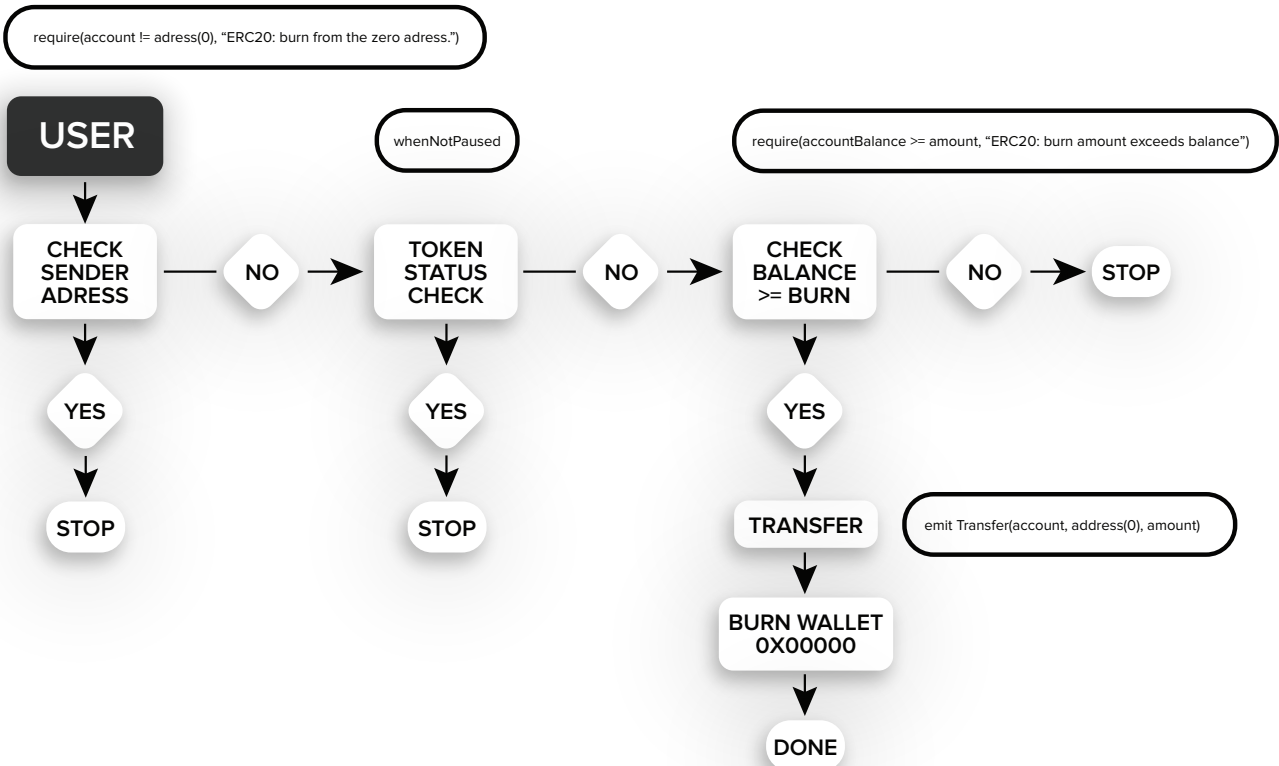 require(account != adress(0), “ERC20: burn from the zero adress.”)
USER
whenNotPaused
require(accountBalance >= amount, “ERC20: burn amount exceeds balance”)
CHECK
SENDER
ADRESS
NO
TOKEN
STATUS
CHECK
NO
CHECK
BALANCE
>= BURN
NO
STOP
YES
YES
YES
STOP
STOP
TRANSFER
emit Transfer(account, address(0), amount)
BURN WALLET
0X00000
DONE